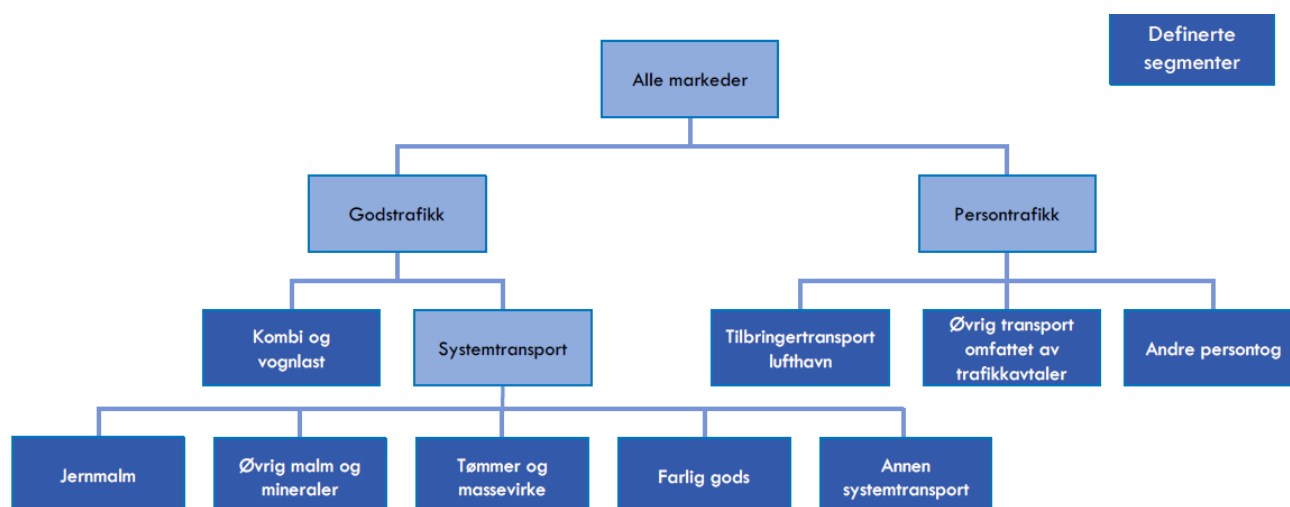 Definerte
segmenter
Alle markeder
Godstrafikk
Persontrafikk
Kombi og
vognlast
Systemtransport
Tilbringertransport
lufthavn
Øvrig transport
omfattet av
trafikkavtaler
Andre persontog
Jernmalm
Øvrig malm og
mineraler
Tømmer og
massevirke
Farlig gods
Annen
systemtransport